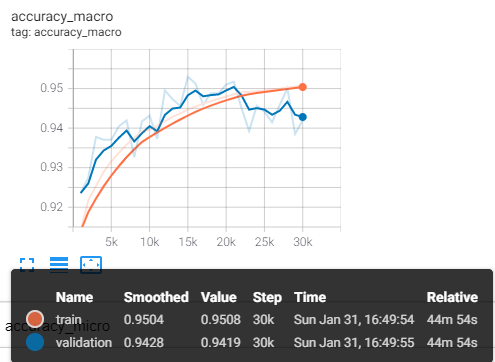 accuracy_macro
tag: accuracy_macro
0.95
0.94
0.93
0.92
5k 10k 15k 20k 25k 30k
Name Smoothed Value Step Time Relative
train 0.9504 0.9508 30k Sun Jan 31, 16:49:54 44m 54s
accuracy_micro
validation 0.9428 0.9419 30k Sun Jan 31, 16:49:55 44m 54s